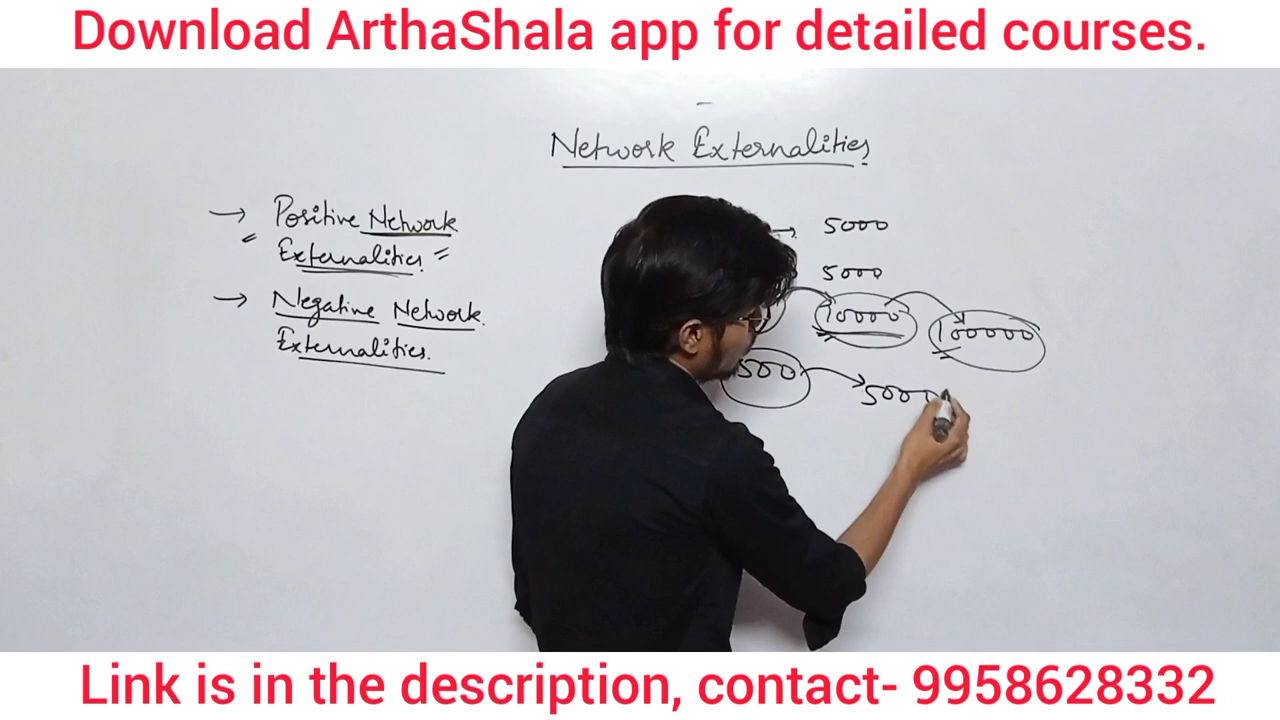 Download ArthaShala app for detailed courses.
Network Externalities
→ Positive Network
Externalities
→ Negative Network
Externalities.
→ 5000
5000
10000 → 100000
500 → 5000
Link is in the description, contact- 9958628332